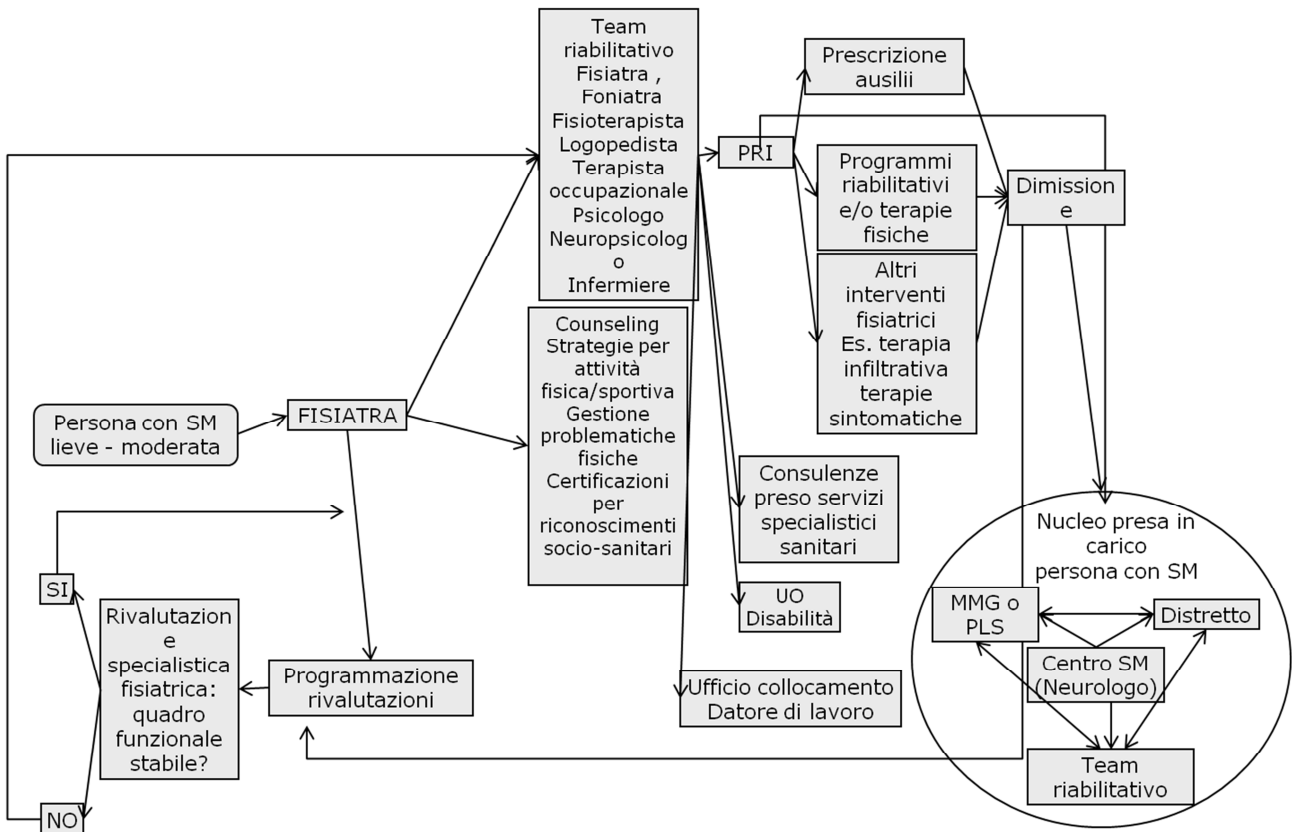 Team
riabilitativo
Fisiatra ,
Foniatra
Fisioterapista
Logopedista
Terapista
occupazionale
Psicologo
Neuropsicolog
o
Infermiere
PRI
Prescrizione
ausilii
Programmi
riabilitativi
e/o terapie
fisiche
Altri
interventi
fisiatrici
Es. terapia
infiltrativa
terapie
sintomatiche
Dimission
e
Persona con SM
lieve - moderata
FISIATRA
Counseling
Strategie per
attività
fisica/sportiva
Gestione
problematiche
fisiche
Certificazioni
per
riconoscimenti
socio-sanitari
Consulenze
preso servizi
specialistici
sanitari
UO
Disabilità
Ufficio collocamento
Datore di lavoro
SI
Rivalutazion
e
specialistica
fisiatrica:
quadro
funzionale
stabile?
NO
Programmazione
rivalutazioni
Nucleo presa in
carico
persona con SM
MMG o
PLS
Distretto
Centro SM
(Neurologo)
Team
riabilitativo